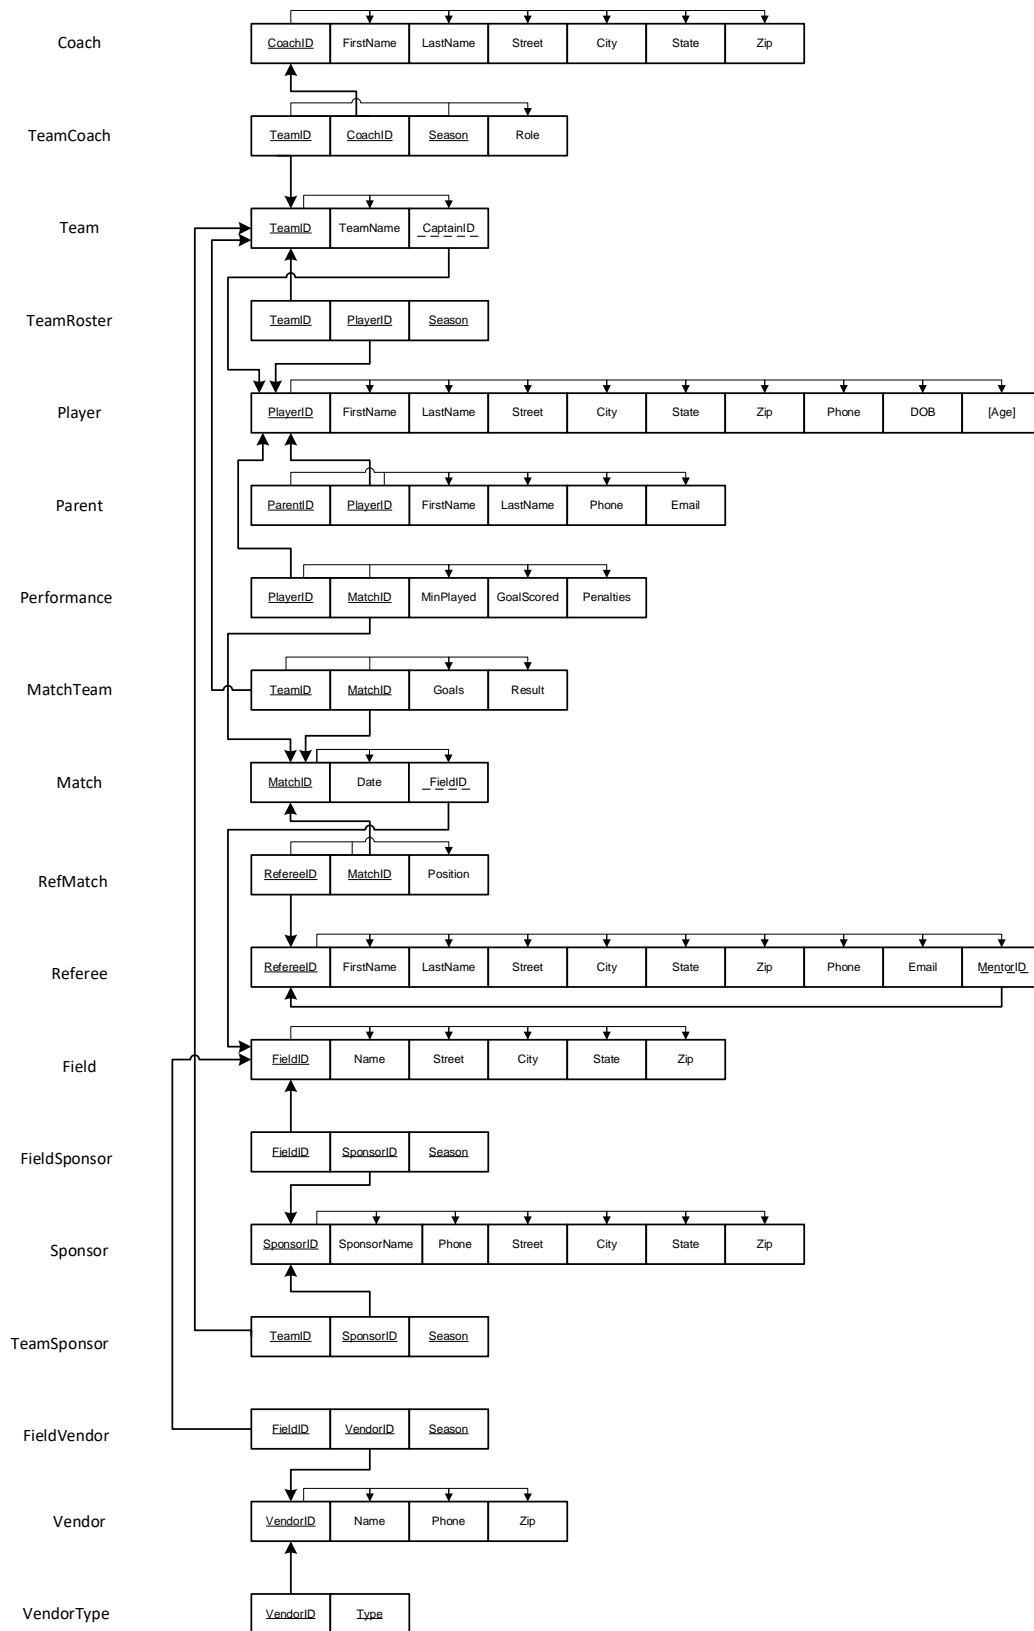 Coach CoachID FirstName LastName Street City State Zip
TeamCoach TeamID CoachID Season Role
Team TeamID TeamName CaptainID
TeamRoster TeamID PlayerID Season
Player PlayerID FirstName LastName Street City State Zip Phone DOB [Age]
Parent ParentID PlayerID FirstName LastName Phone Email
Performance PlayerID MatchID MinPlayed GoalScored Penalties
MatchTeam TeamID MatchID Goals Result
Match MatchID Date FieldID
RefMatch RefereeID MatchID Position
Referee RefereeID FirstName LastName Street City State Zip Phone Email MentorID
Field FieldID Name Street City State Zip
FieldSponsor FieldID SponsorID Season
Sponsor SponsorID SponsorName Phone Street City State Zip
TeamSponsor TeamID SponsorID Season
FieldVendor FieldID VendorID Season
Vendor VendorID Name Phone Zip
VendorType VendorID Type